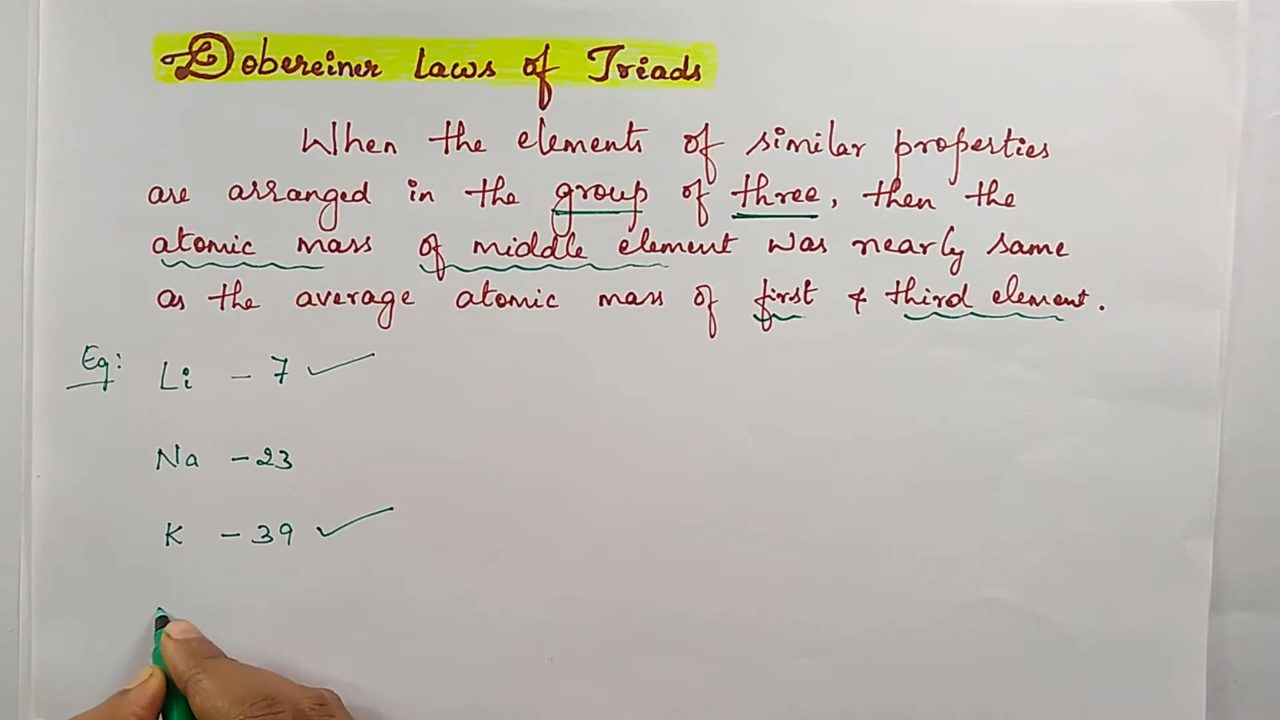 Dobereiner Laws of Triads
When the elements of similar properties
are arranged in the group of three, then the
atomic mass of middle element was nearly same
as the average atomic mass of first & third element.
Eg: Li - 7
Na - 23
K - 39